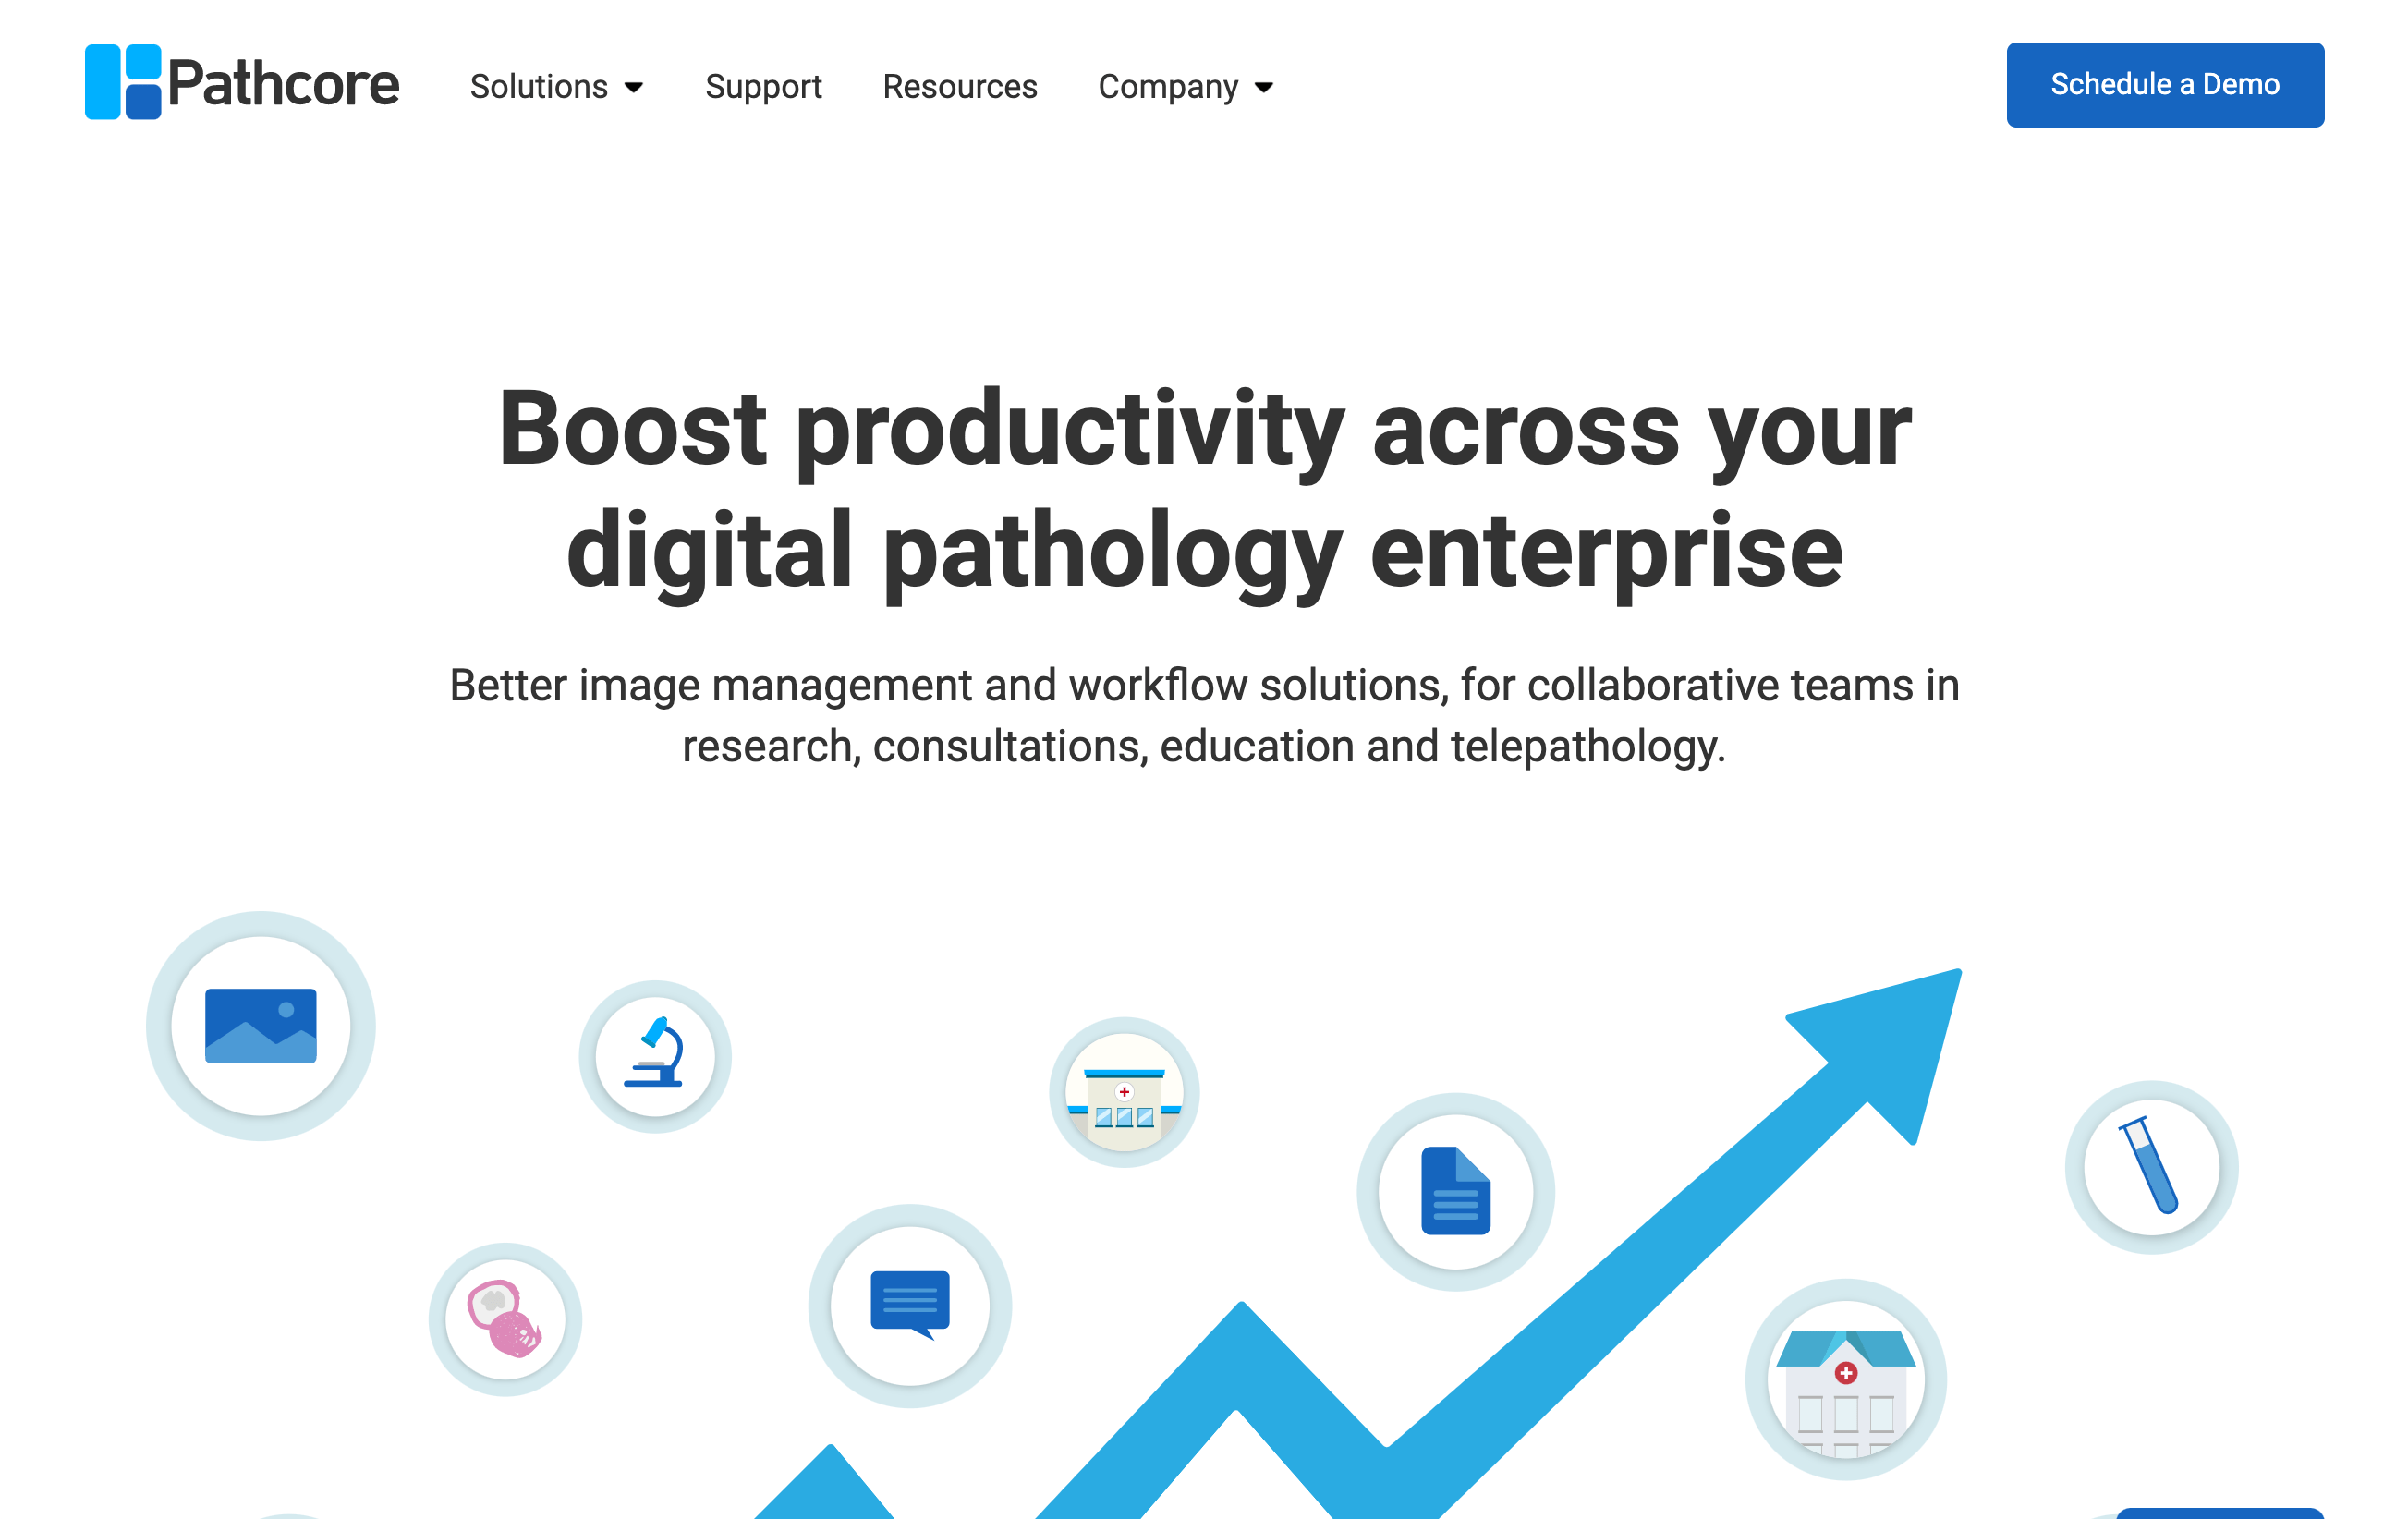 Pathcore
Solutions
Support
Resources
Company
Schedule a Demo
Boost productivity across your
digital pathology enterprise
Better image management and workflow solutions, for collaborative teams in
research, consultations, education and telepathology.